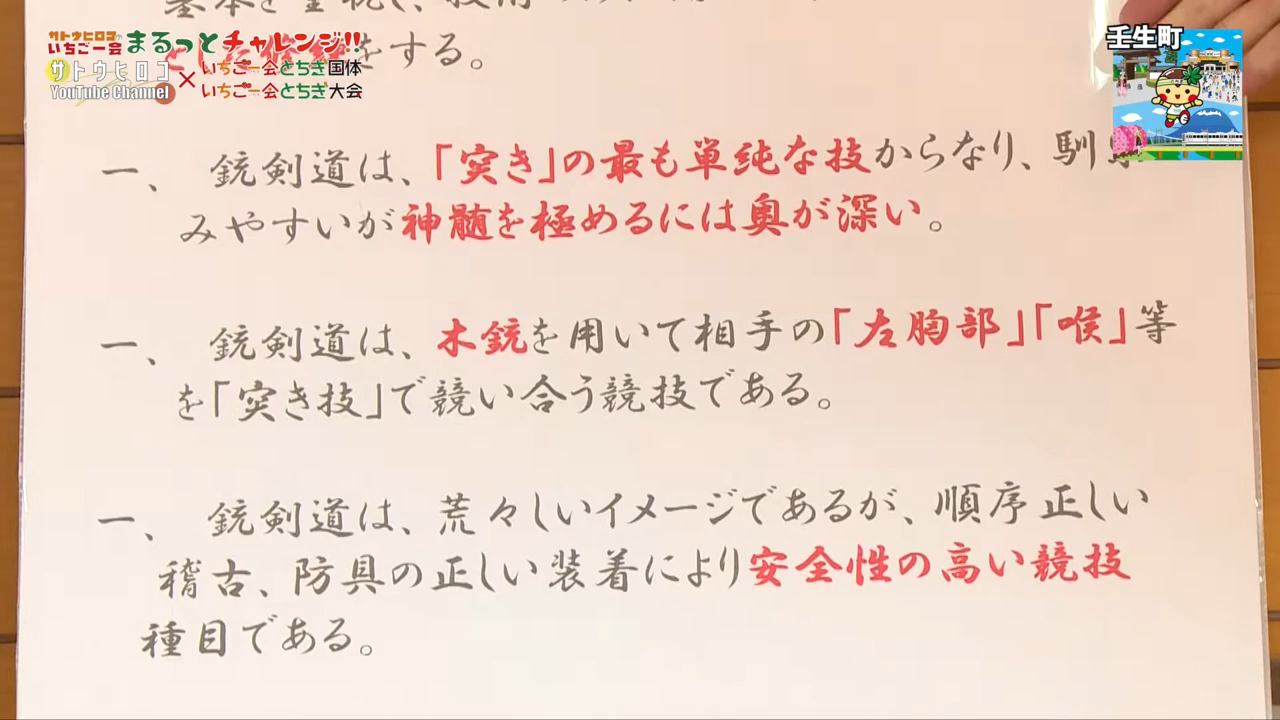 サトウヒロコの
いちご一会 まるっとチャレンジ!!
サトウヒロコ
YouTube Channel
×
いちご一会とちぎ国体
いちご一会とちぎ大会
壬生町
をする。
一、 銃剣道は、「突き」の最も単純な技からなり、馴
みやすいが神髄を極めるには奥が深い。
一、 銃剣道は、木銃を用いて相手の「左胸部」「喉」等
を「突き技」で競い合う競技である。
一、 銃剣道は、荒々しいイメージであるが、順序正しい
稽古、防具の正しい装着により安全性の高い競技
種目である。